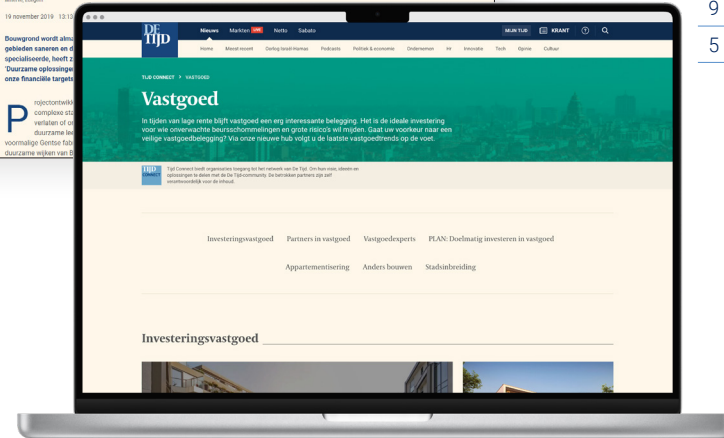 19 november 2019 13:13
Bouwgrond wordt alma
gebieden saneren en d
specialiseerde, heeft z
'Duurzame oplossinge
onze financiële targets
Projectontwikk
complexe sta
verlaten of or
duurzame lee
voormalige Gentse fab
duurzame wijken van B
9
5
DE TIJD
Nieuws Markten LIVE Netto Sabato
MIJN TIJD KRANT
Home Meest recent Oorlog Israël-Hamas Podcasts Politiek & economie Ondernemen HI Innovatie Tech Opinie Cultuur
TIJD CONNECT > VASTGOED
Vastgoed
In tijden van lage rente blijft vastgoed een erg interessante belegging. Het is de ideale investering
voor wie onverwachte beursschommelingen en grote risico's wil mijden. Gaat uw voorkeur naar een
veilige vastgoedbelegging? Via onze nieuwe hub volgt u de laatste vastgoedtrends op de voet.
TIJD CONNECT
Tijd Connect biedt organisaties toegang tot het netwerk van De Tijd. Om hun visie, ideeën en
oplossingen te delen met de De Tijd-community. De betrokken partners zijn zelf
verantwoordelijk voor de inhoud.
Investeringsvastgoed Partners in vastgoed Vastgoedexperts PLAN: Doelmatig investeren in vastgoed
Appartementisering Anders bouwen Stadsinbreiding
Investeringsvastgoed